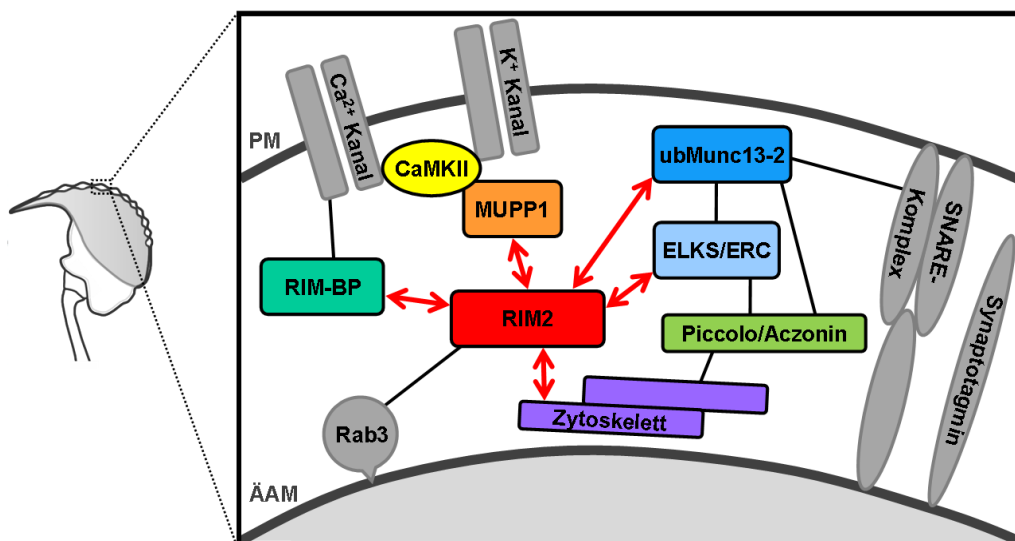 Ca²⁺ Kanal
K⁺ Kanal
PM
CaMKII
ubMunc13-2
MUPP1
Komplex
SNARE-
ELKS/ERC
RIM-BP
RIM2
Piccolo/Aczonin
Synaptotagmin
Zytoskelett
Rab3
ÄAM